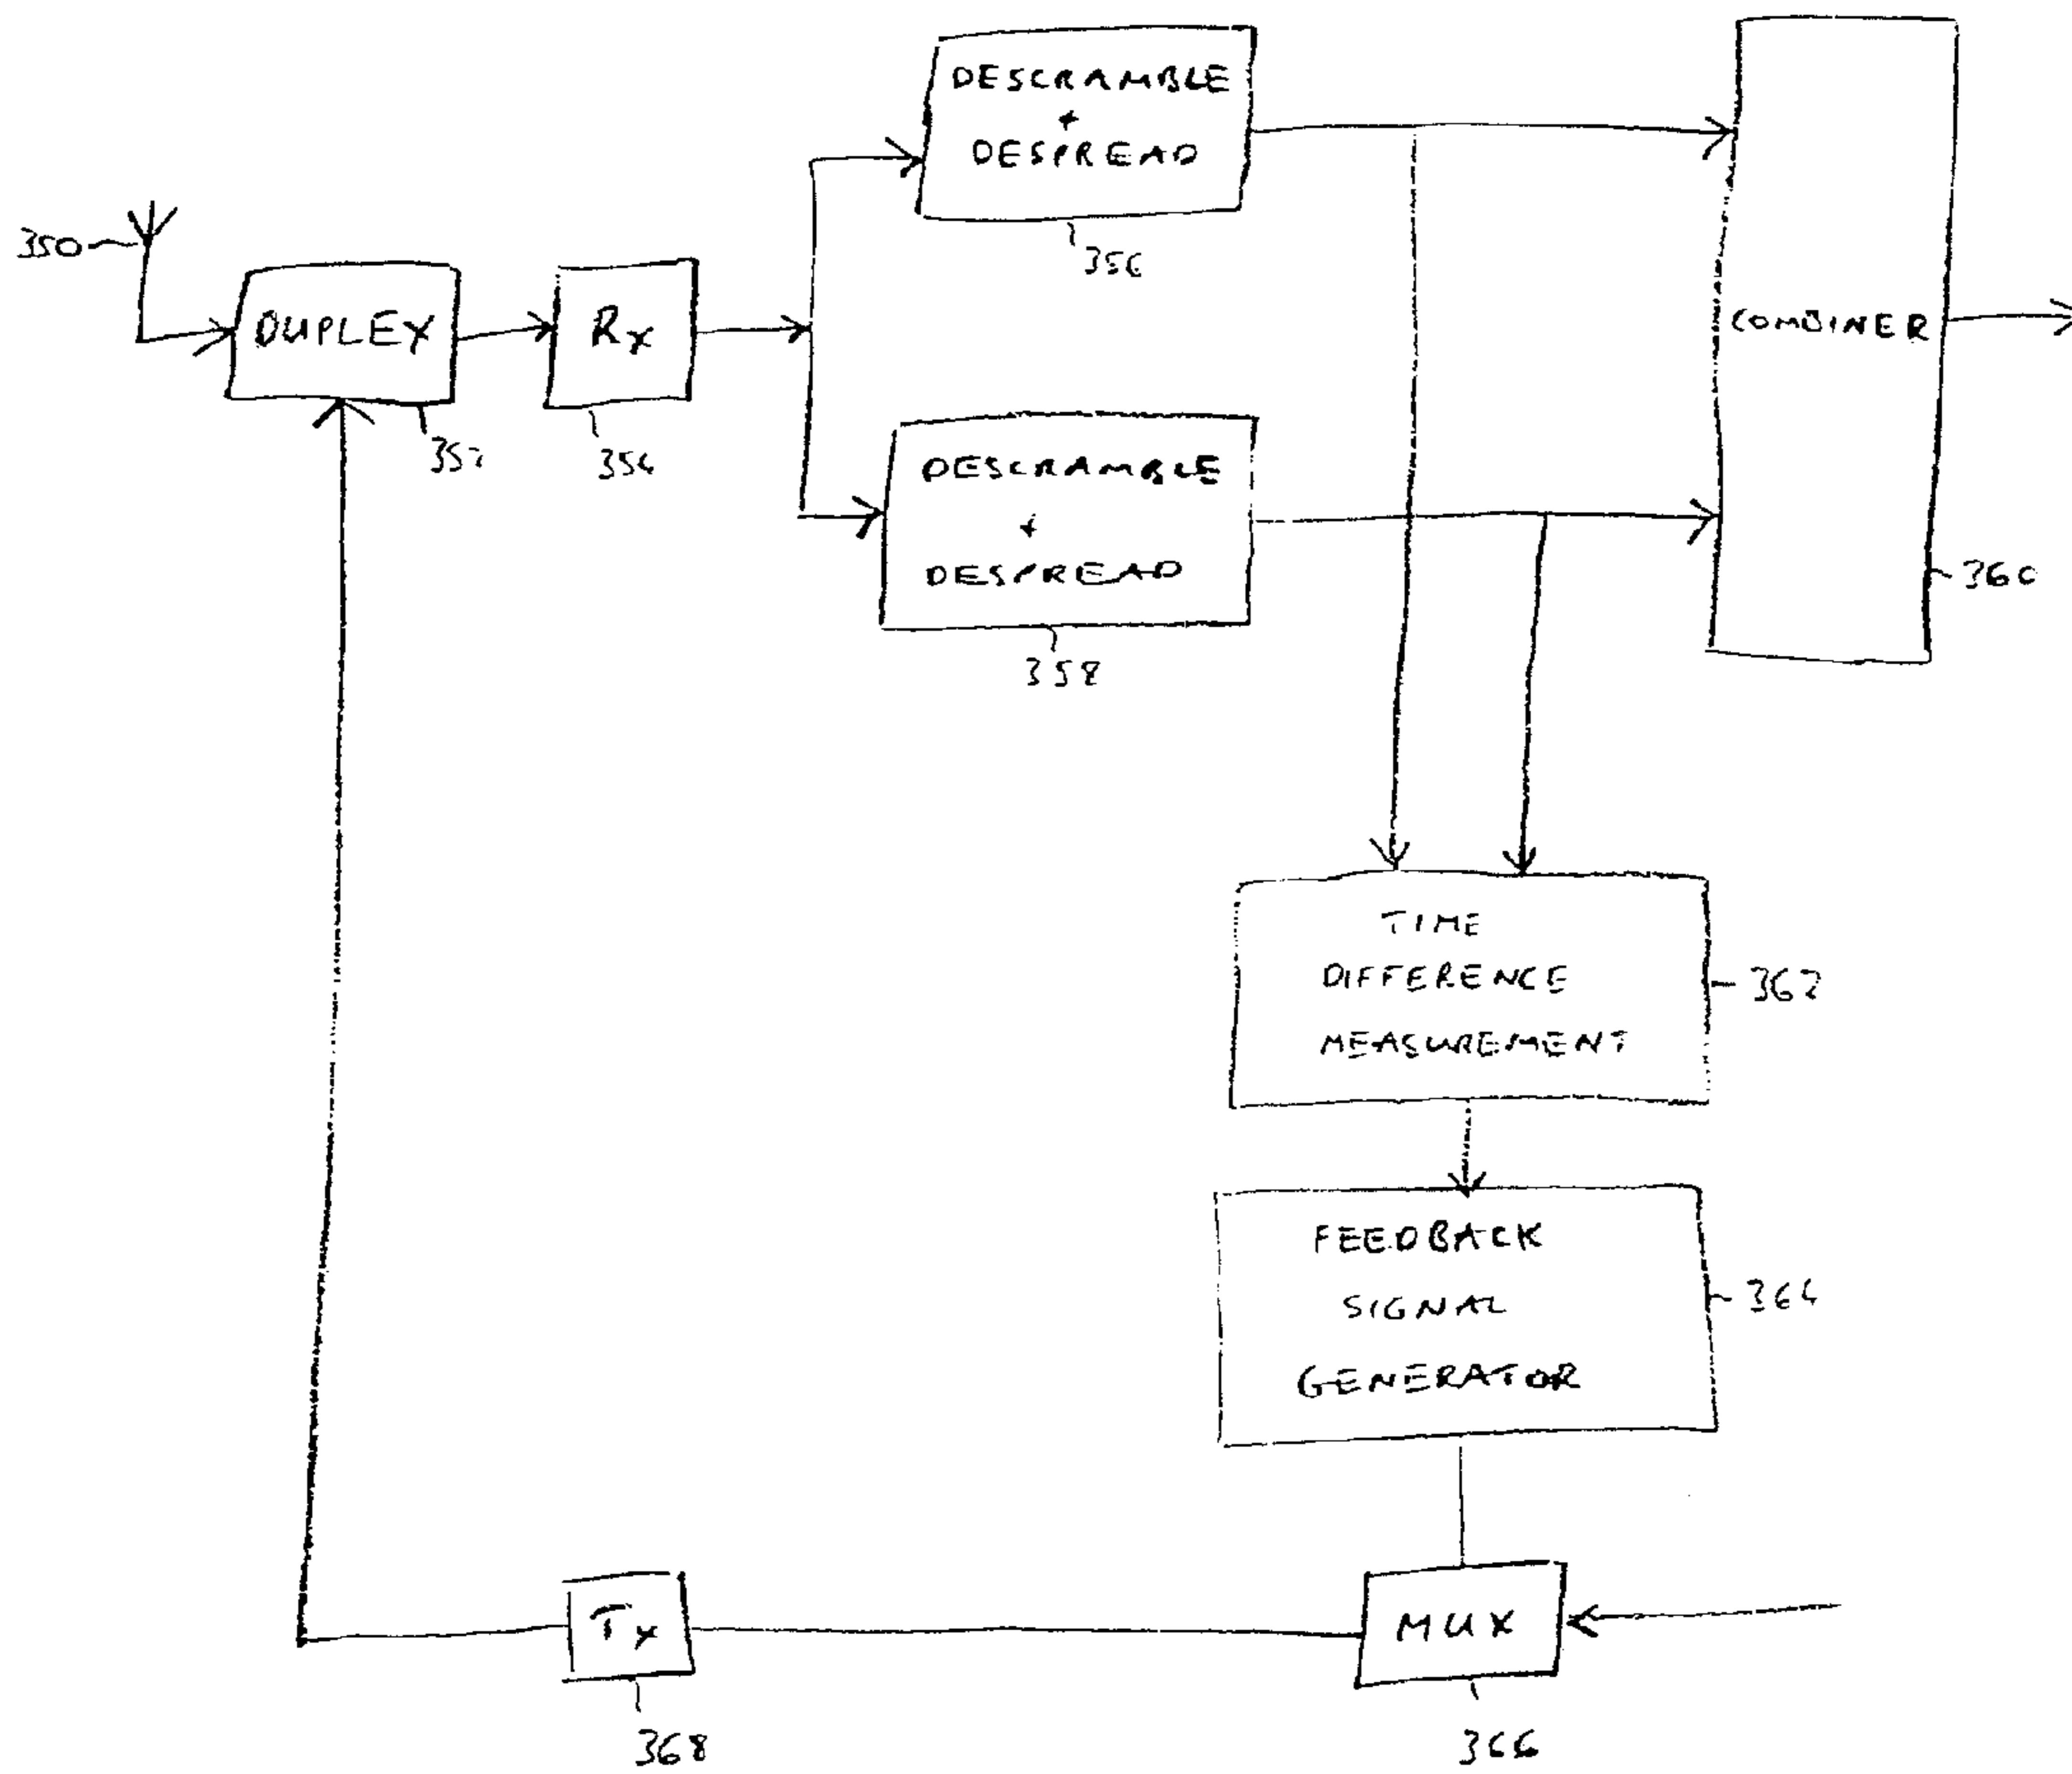 DESCRAMBLE
+
DESPREAD
356
350
DUPLEX
352
Rx
354
COMBINER
360
DESCRAMBLE
+
DESPREAD
358
TIME
DIFFERENCE
MEASUREMENT
362
FEEDBACK
SIGNAL
GENERATOR
364
Tx
368
MUX
366